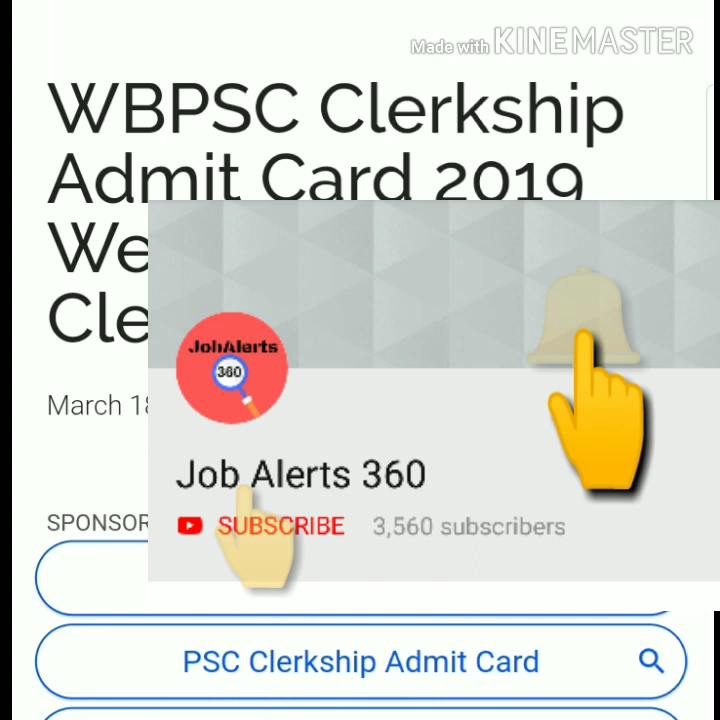 Made with KINEMASTER
WBPSC Clerkship
Admit Card 2019
We
Cle
JobAlerts
360
March 18
Job Alerts 360
SPONSOR
SUBSCRIBE 3,560 subscribers
PSC Clerkship Admit Card